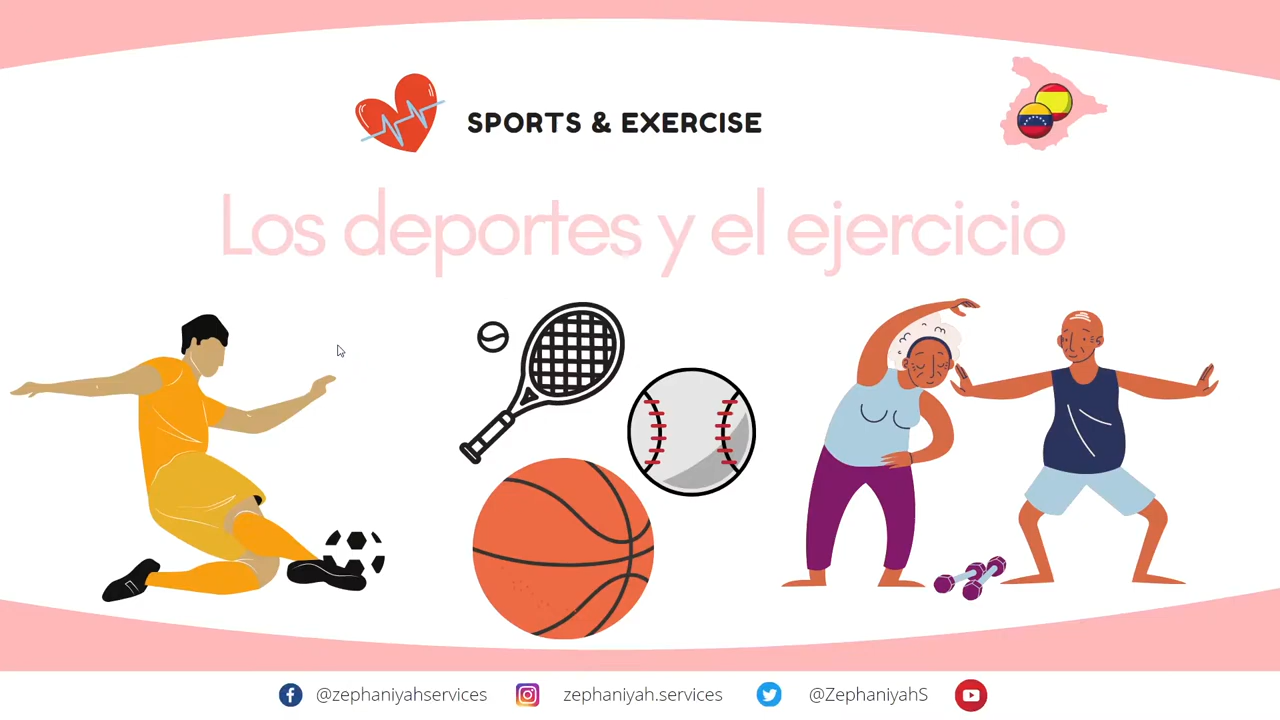 SPORTS & EXERCISE
Los deportes y el ejercicio
@zephaniyahservices zephaniyah.services @ZephaniyahS